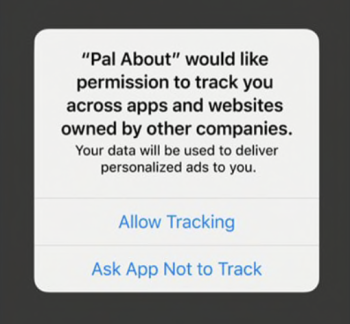 “Pal About” would like
permission to track you
across apps and websites
owned by other companies.
Your data will be used to deliver
personalized ads to you.
Allow Tracking
Ask App Not to Track